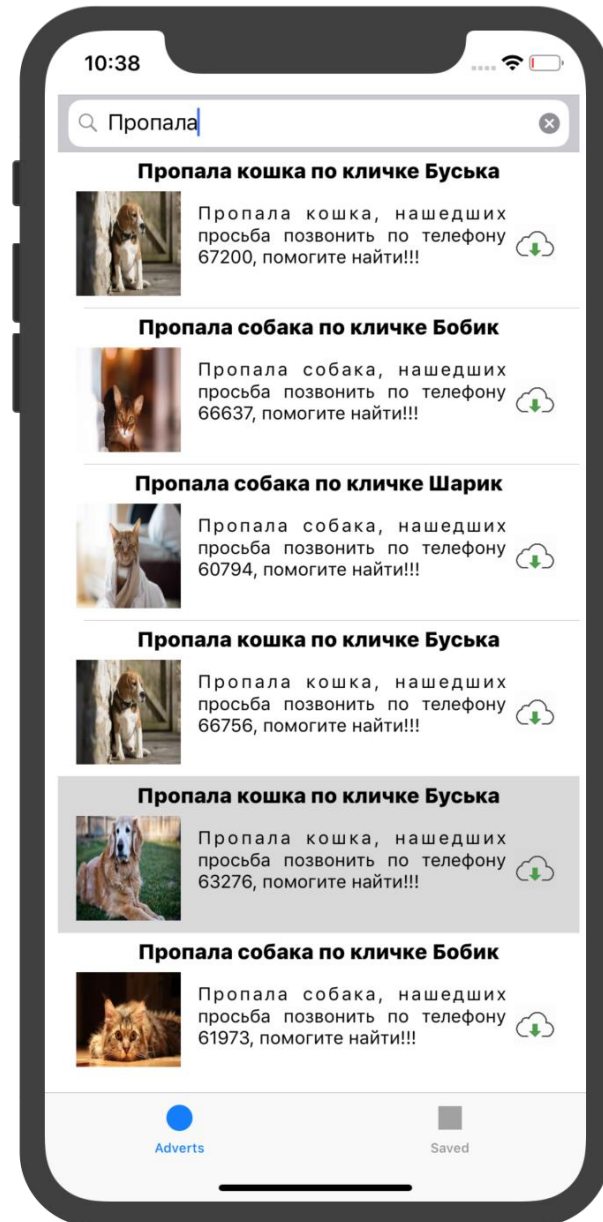 10:38
Пропала
Пропала кошка по кличке Буська
Пропала кошка, нашедших
просьба позвонить по телефону
67200, помогите найти!!!
Пропала собака по кличке Бобик
Пропала собака, нашедших
просьба позвонить по телефону
66637, помогите найти!!!
Пропала собака по кличке Шарик
Пропала собака, нашедших
просьба позвонить по телефону
60794, помогите найти!!!
Пропала кошка по кличке Буська
Пропала кошка, нашедших
просьба позвонить по телефону
66756, помогите найти!!!
Пропала кошка по кличке Буська
Пропала кошка, нашедших
просьба позвонить по телефону
63276, помогите найти!!!
Пропала собака по кличке Бобик
Пропала собака, нашедших
просьба позвонить по телефону
61973, помогите найти!!!
Adverts Saved